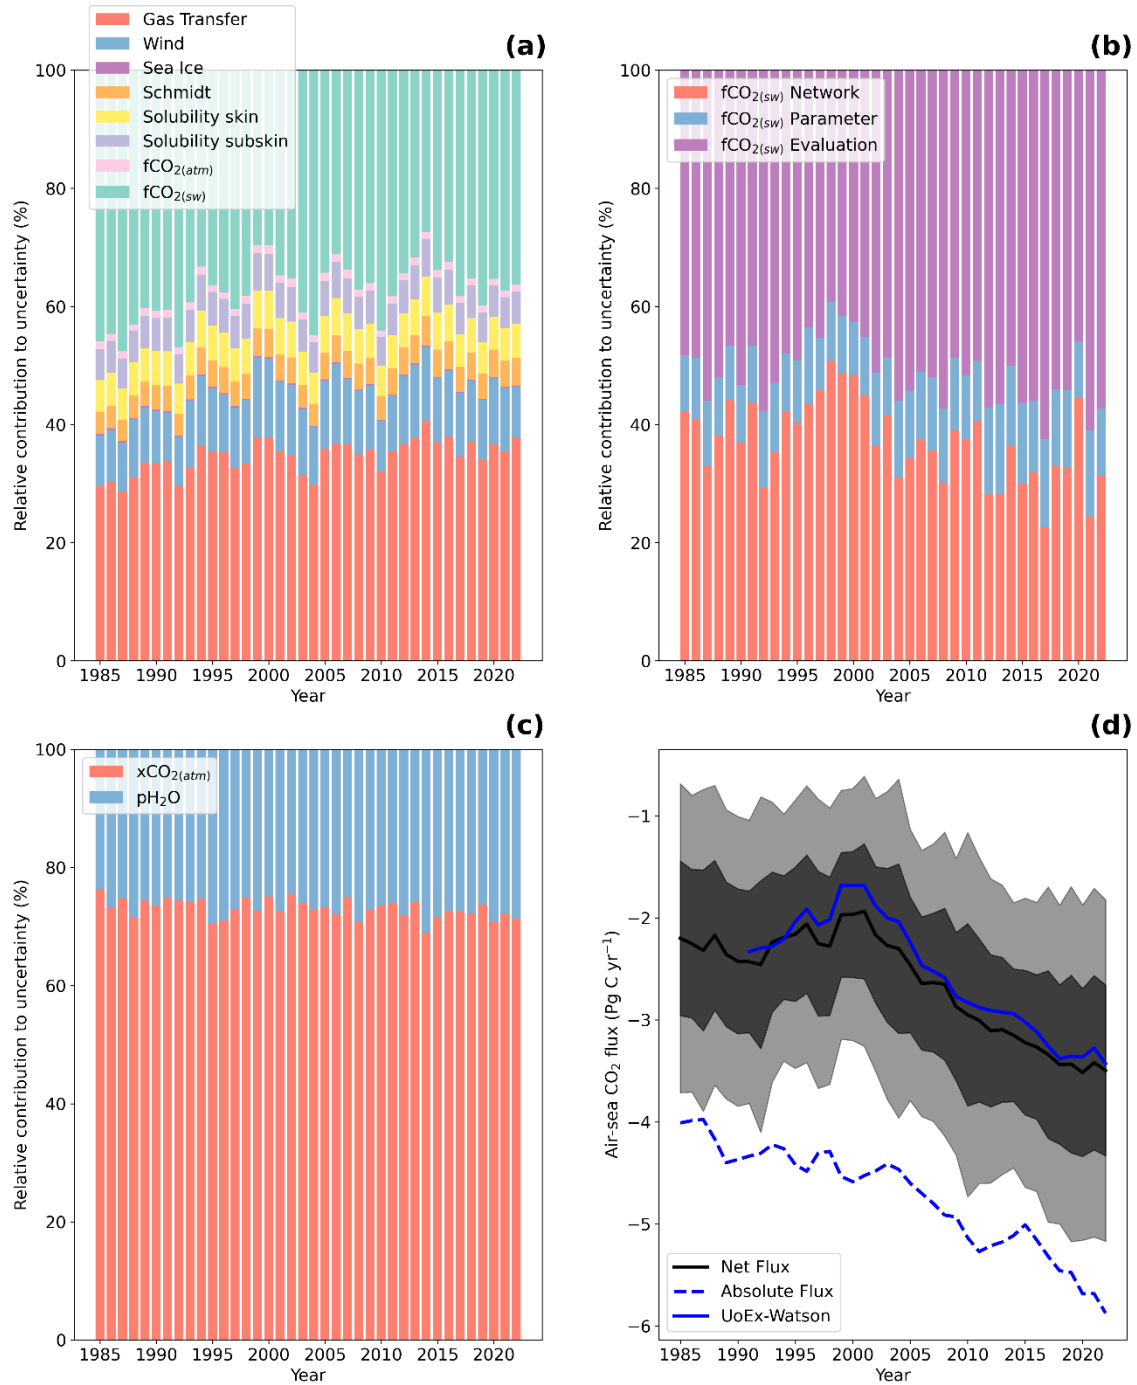 (a)
Gas Transfer
Wind
Sea Ice
Schmidt
Solubility skin
Solubility subskin
fCO2(atm)
fCO2(sw)
Relative contribution to uncertainty (%)
100
80
60
40
20
0
1985 1990 1995 2000 2005 2010 2015 2020
Year
(b)
fCO2(sw) Network
fCO2(sw) Parameter
fCO2(sw) Evaluation
Relative contribution to uncertainty (%)
100
80
60
40
20
0
1985 1990 1995 2000 2005 2010 2015 2020
Year
(c)
xCO2(atm)
pH2O
Relative contribution to uncertainty (%)
100
80
60
40
20
0
1985 1990 1995 2000 2005 2010 2015 2020
Year
(d)
Air-sea CO2 flux (Pg C yr−1)
−1
−2
−3
−4
−5
−6
Net Flux
Absolute Flux
UoEx-Watson
1985 1990 1995 2000 2005 2010 2015 2020
Year